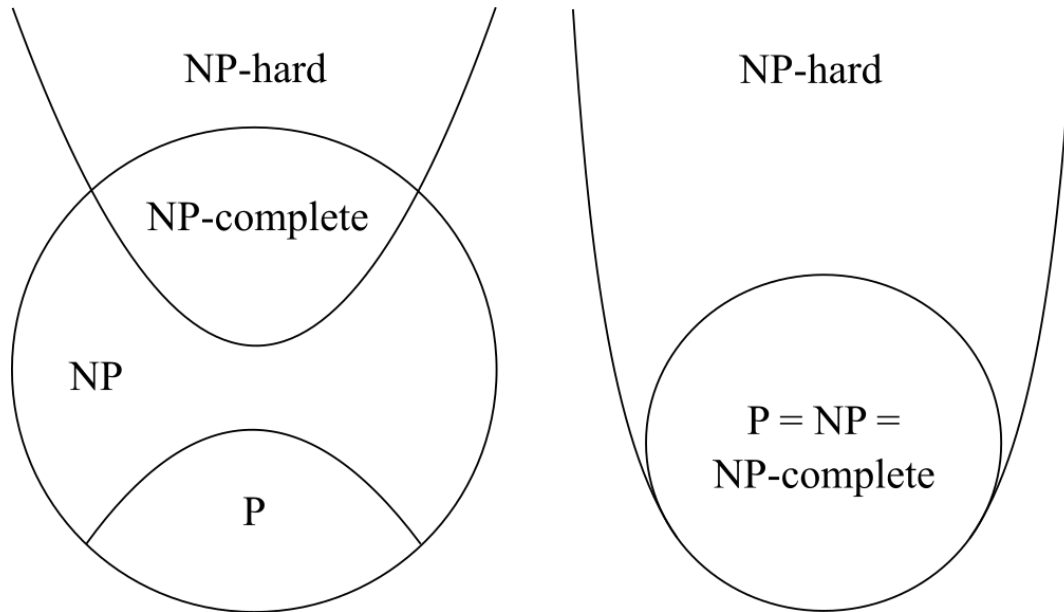 NP-hard
NP-complete
NP
P
NP-hard
P = NP =
NP-complete